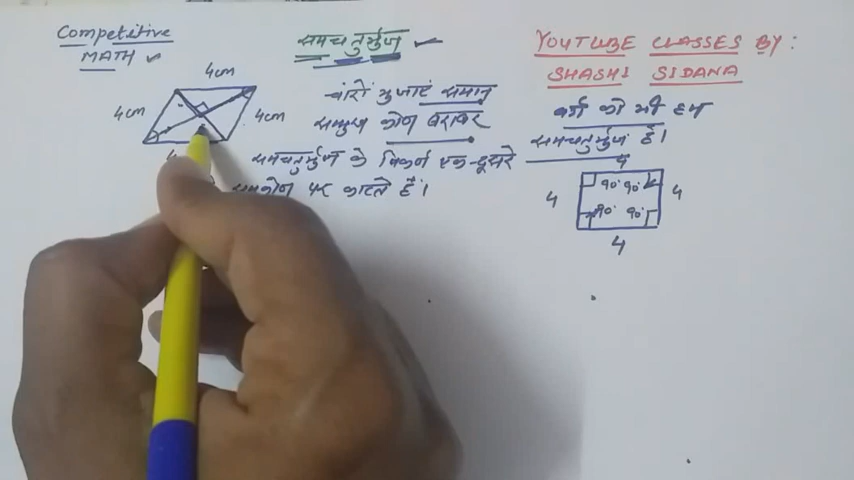 Competitive
MATH
समचतुर्भुज
YOUTUBE CLASSES BY:
SHASHI SIDANA
4cm
4cm
4cm
चारों भुजाएं समान
सम्मुख कोण बराबर
समचतुर्भुज के विकर्ण एक-दूसरे
समकोण पर काटते हैं।
वर्ग को भी हम
समचतुर्भुज हैं।
4
4
4
90° 90°
90° 90°
4